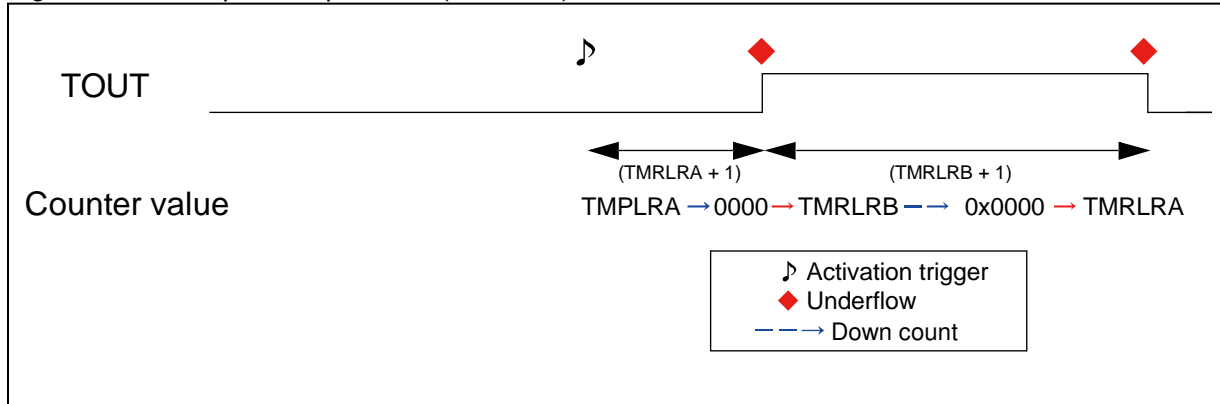 TOUT
(TMRLRA + 1) (TMRLRB + 1)
Counter value TMPLRA → 0000 → TMRLRB – – → 0x0000 → TMRLRA
♪ Activation trigger
◆ Underflow
– – → Down count